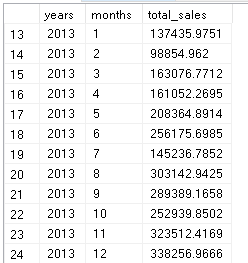 years months total_sales
13 2013 1 137435.9751
14 2013 2 98854.962
15 2013 3 163076.7712
16 2013 4 161052.2695
17 2013 5 208364.8914
18 2013 6 256175.6985
19 2013 7 145236.7852
20 2013 8 303142.9425
21 2013 9 289389.1658
22 2013 10 252939.8502
23 2013 11 323512.4169
24 2013 12 338256.9666